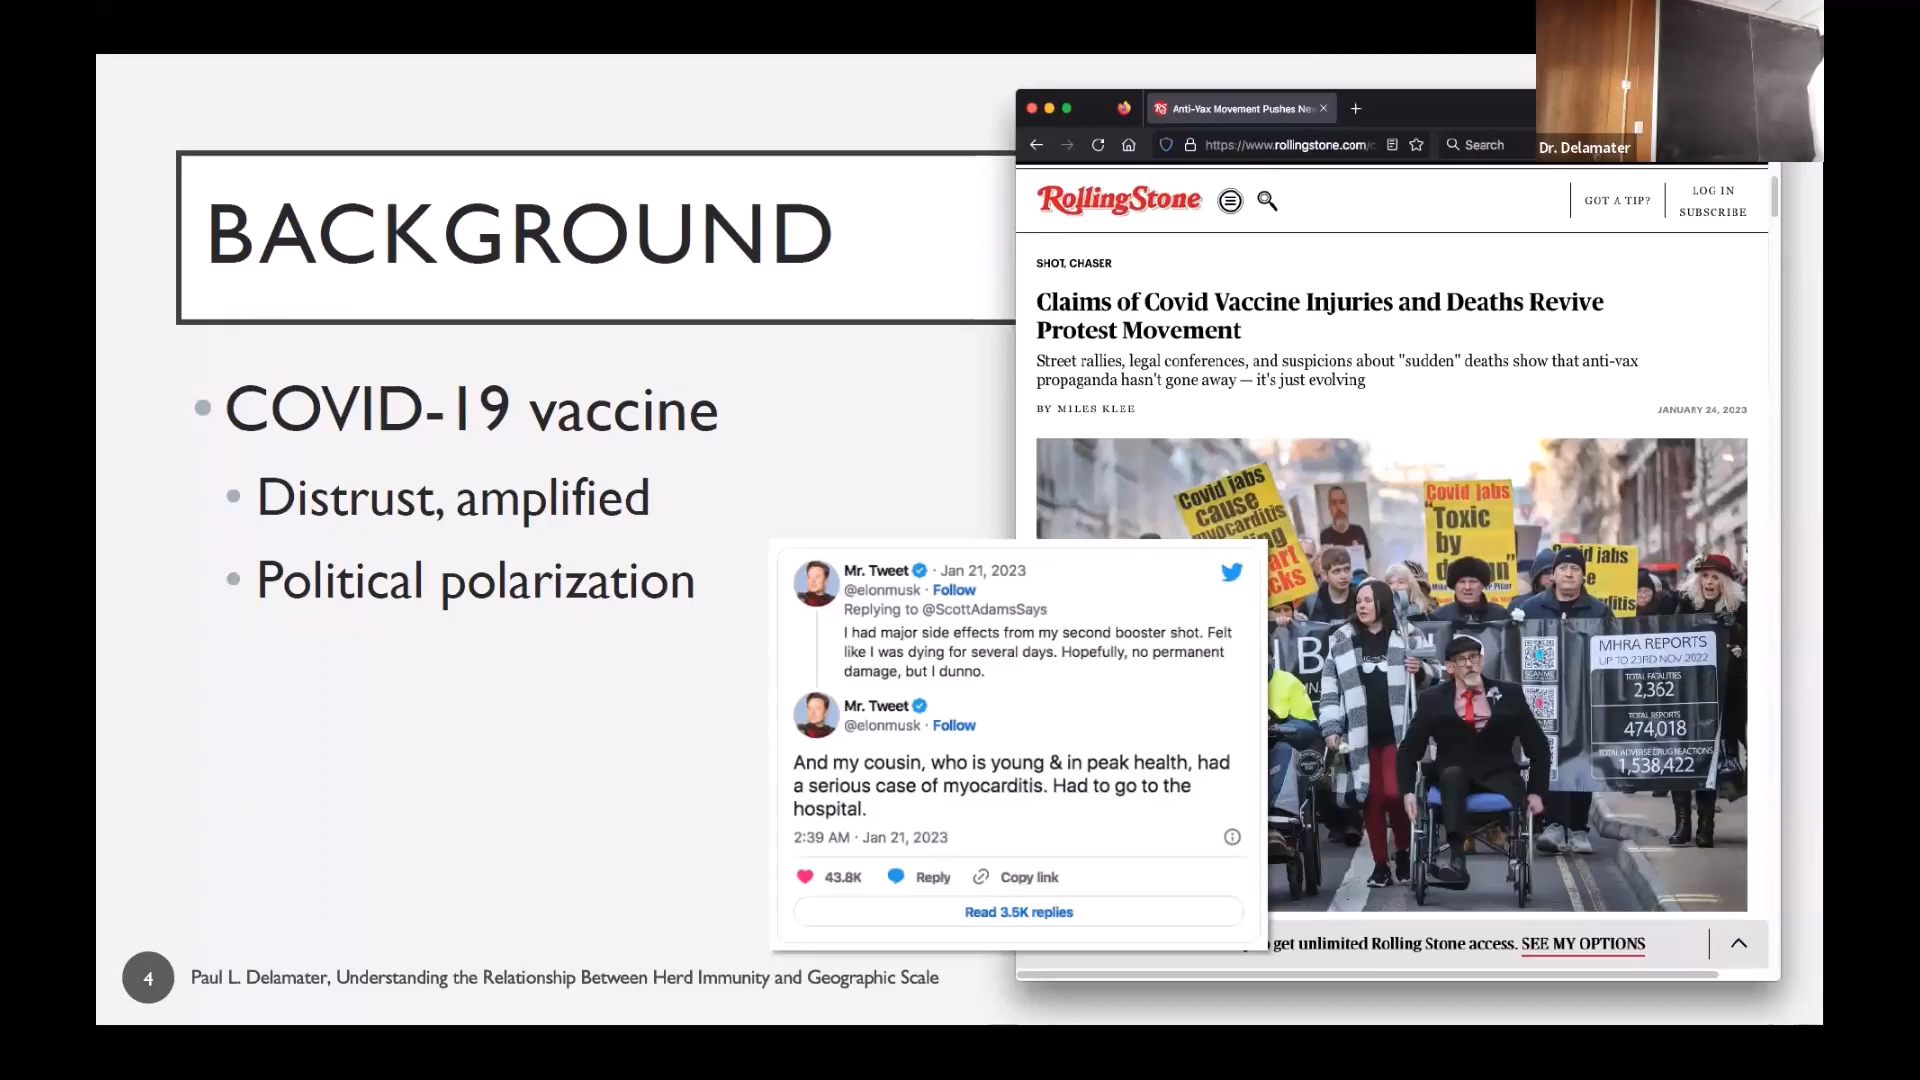 BACKGROUND
• COVID-19 vaccine
• Distrust, amplified
• Political polarization
Anti-Vax Movement Pushes Ne
https://www.rollingstone.com/
Search
Dr. Delamater
RollingStone
GOT A TIP?
LOG IN
SUBSCRIBE
SHOT, CHASER
Claims of Covid Vaccine Injuries and Deaths Revive
Protest Movement
Street rallies, legal conferences, and suspicions about "sudden" deaths show that anti-vax
propaganda hasn't gone away — it's just evolving
BY MILES KLEE
JANUARY 24, 2023
Covid jabs
cause
myocarditis
Covid jabs
"Toxic
by
MHRA REPORTS
UP TO 23RD NOV 2022
TOTAL FATALITIES
2,362
TOTAL REPORTS
474,018
TOTAL ADVERSE DRUG REACTIONS
1,538,422
Mr. Tweet · Jan 21, 2023
@elonmusk · Follow
Replying to @ScottAdamsSays
I had major side effects from my second booster shot. Felt
like I was dying for several days. Hopefully, no permanent
damage, but I dunno.
Mr. Tweet
@elonmusk · Follow
And my cousin, who is young & in peak health, had
a serious case of myocarditis. Had to go to the
hospital.
2:39 AM · Jan 21, 2023
43.8K Reply Copy link
Read 3.5K replies
get unlimited Rolling Stone access. SEE MY OPTIONS
4 Paul L. Delamater, Understanding the Relationship Between Herd Immunity and Geographic Scale